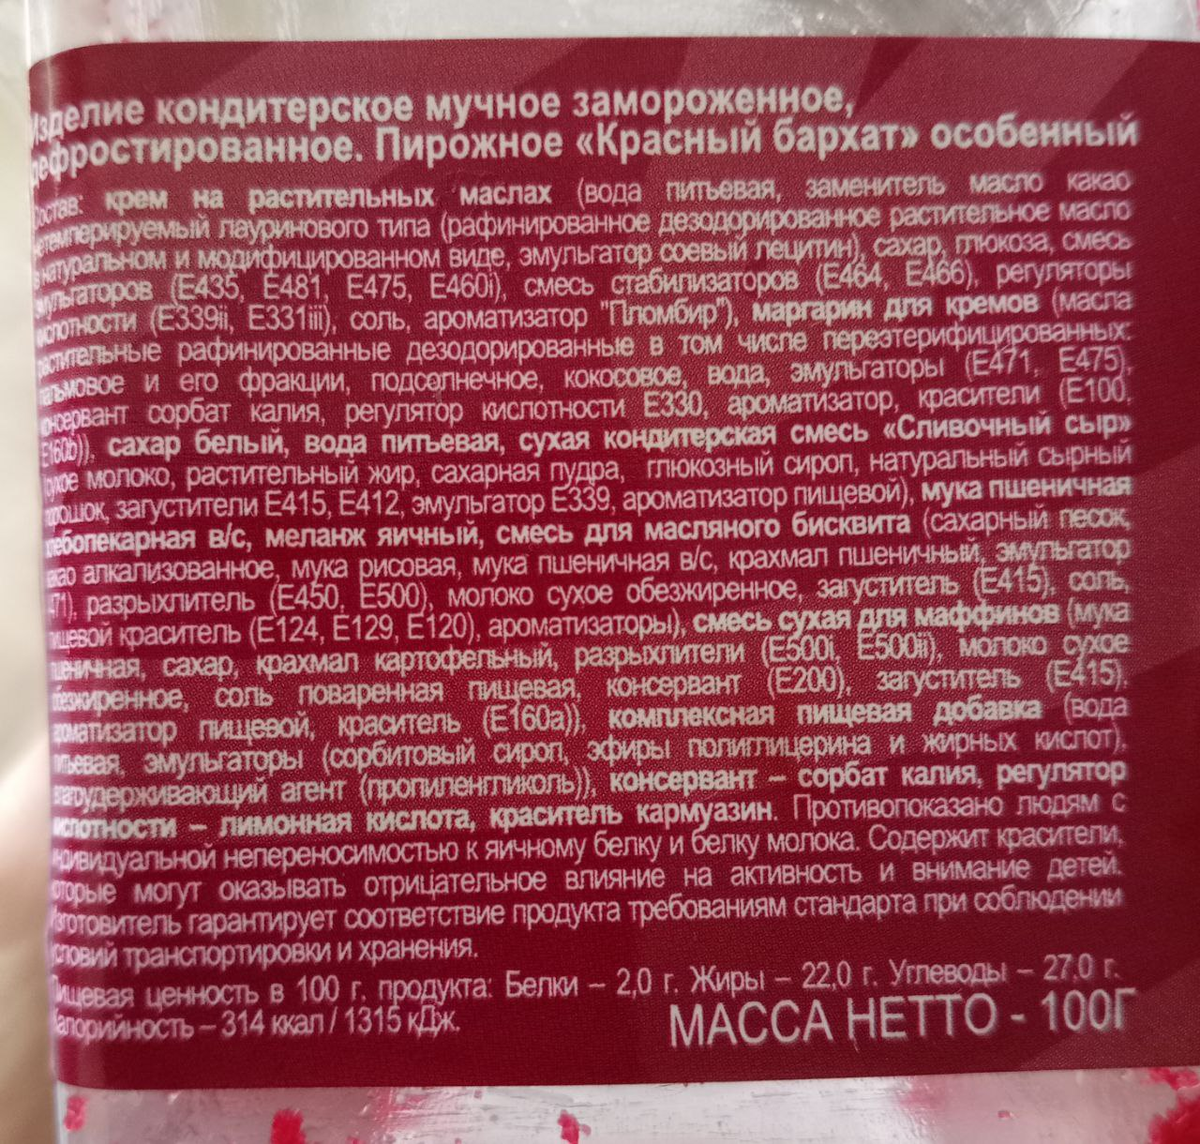 Изделие кондитерское мучное замороженное,
дефростированное. Пирожное «Красный бархат» особенный
Состав: крем на растительных маслах (вода питьевая, заменитель масло какао
нетемперируемый лауринового типа (рафинированное дезодорированное растительное масло
в натуральном и модифицированном виде, эмульгатор соевый лецитин), сахар, глюкоза, смесь
эмульгаторов (Е435, Е481, Е475, Е460i), смесь стабилизаторов (Е464, Е466), регуляторы
кислотности (Е339ii, Е331iii), соль, ароматизатор "Пломбир"), маргарин для кремов (масла
растительные рафинированные дезодорированные в том числе переэтерифицированных:
пальмовое и его фракции, подсолнечное, кокосовое, вода, эмульгаторы (Е471, Е475),
консервант сорбат калия, регулятор кислотности Е330, ароматизатор, красители (Е100,
Е160b)), сахар белый, вода питьевая, сухая кондитерская смесь «Сливочный сыр»
(сухое молоко, растительный жир, сахарная пудра, глюкозный сироп, натуральный сырный
порошок, загустители Е415, Е412, эмульгатор Е339, ароматизатор пищевой), мука пшеничная
хлебопекарная в/с, меланж яичный, смесь для масляного бисквита (сахарный песок,
какао алкализованное, мука рисовая, мука пшеничная в/с, крахмал пшеничный, эмульгатор
471), разрыхлитель (Е450, Е500), молоко сухое обезжиренное, загуститель (Е415), соль,
пищевой краситель (Е124, Е129, Е120), ароматизаторы), смесь сухая для маффинов (мука
пшеничная, сахар, крахмал картофельный, разрыхлители (Е500i, Е500ii), молоко сухое
обезжиренное, соль поваренная пищевая, консервант (Е200), загуститель (Е415),
ароматизатор пищевой, краситель (Е160а)), комплексная пищевая добавка (вода
питьевая, эмульгаторы (сорбитовый сироп, эфиры полиглицерина и жирных кислот),
влагоудерживающий агент (пропиленгликоль)), консервант – сорбат калия, регулятор
кислотности – лимонная кислота, краситель кармуазин. Противопоказано людям с
индивидуальной непереносимостью к яичному белку и белку молока. Содержит красители,
которые могут оказывать отрицательное влияние на активность и внимание детей.
Изготовитель гарантирует соответствие продукта требованиям стандарта при соблюдении
условий транспортировки и хранения.
Пищевая ценность в 100 г. продукта: Белки – 2,0 г. Жиры – 22,0 г. Углеводы – 27,0 г.
Калорийность – 314 ккал / 1315 кДж.
МАССА НЕТТО - 100Г